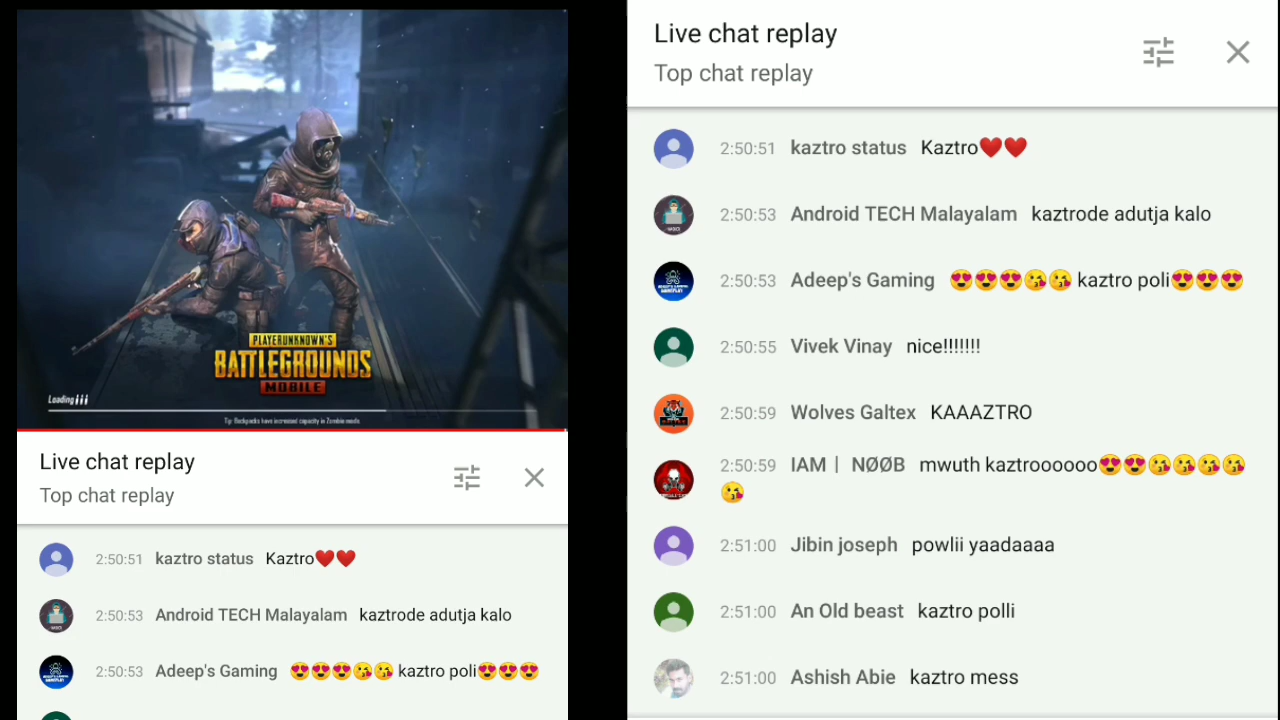 PLAYERUNKNOWN'S
BATTLEGROUNDS
MOBILE
Loading
Tip: Backpacks have increased capacity in Zombie mode.
Live chat replay
Top chat replay
2:50:51 kaztro status Kaztro❤️❤️
2:50:53 Android TECH Malayalam kaztrode adutja kalo
2:50:53 Adeep's Gaming 😍😍😍😘😘 kaztro poli😍😍😍
Live chat replay
Top chat replay
2:50:51 kaztro status Kaztro❤️❤️
2:50:53 Android TECH Malayalam kaztrode adutja kalo
2:50:53 Adeep's Gaming 😍😍😍😘😘 kaztro poli😍😍😍
2:50:55 Vivek Vinay nice!!!!!!!
2:50:59 Wolves Galtex KAAAZTRO
2:50:59 IAM | NØØB mwuth kaztroooooo😍😍😘😘😘😘
😘
2:51:00 Jibin joseph powlii yaadaaaa
2:51:00 An Old beast kaztro polli
2:51:00 Ashish Abie kaztro mess